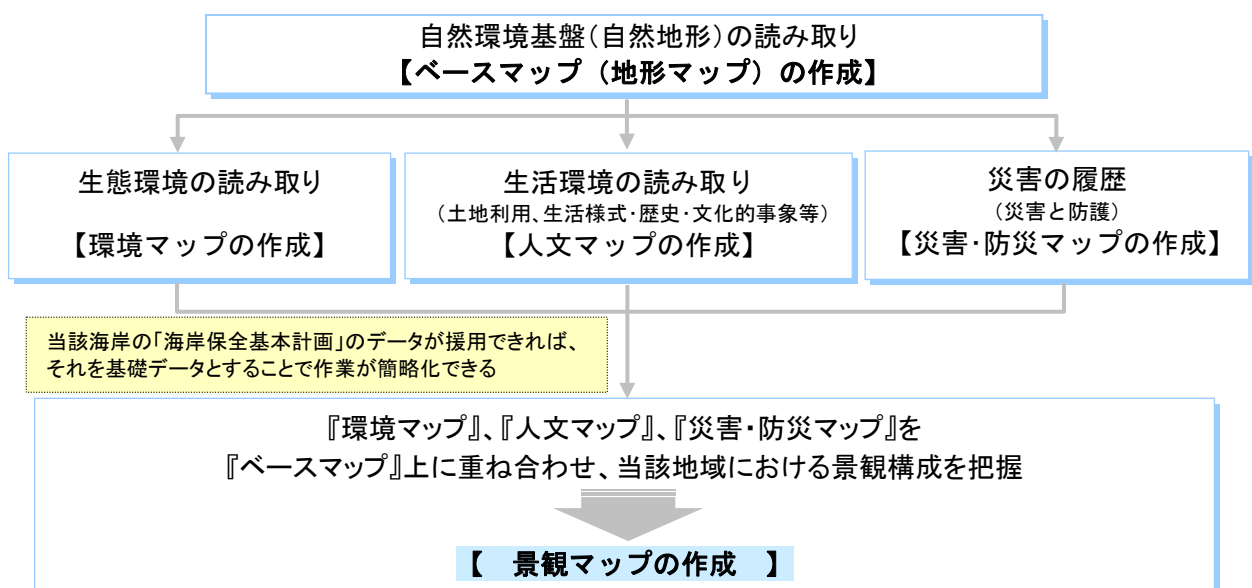 自然環境基盤（自然地形）の読み取り
【ベースマップ（地形マップ）の作成】
生態環境の読み取り
【環境マップの作成】
生活環境の読み取り
（土地利用、生活様式・歴史・文化的事象等）
【人文マップの作成】
災害の履歴
（災害と防護）
【災害・防災マップの作成】
当該海岸の「海岸保全基本計画」のデータが援用できれば、
それを基礎データとすることで作業が簡略化できる
『環境マップ』、『人文マップ』、『災害・防災マップ』を
『ベースマップ』上に重ね合わせ、当該地域における景観構成を把握
【　景観マップの作成　】